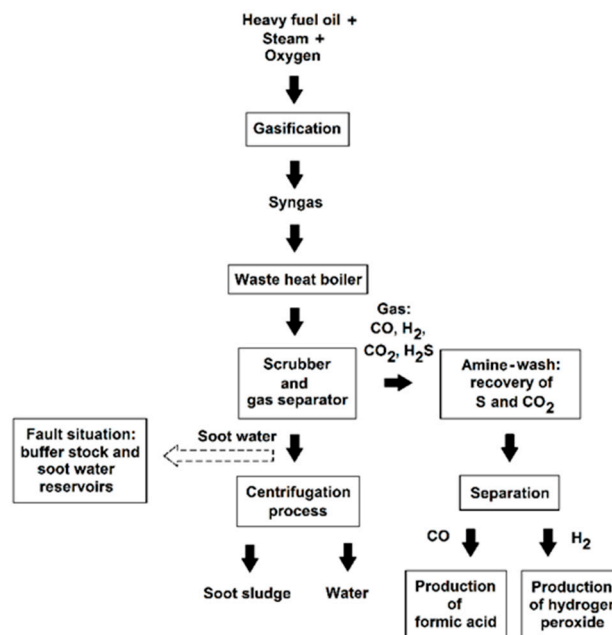 Heavy fuel oil +
Steam +
Oxygen
Gasification
Syngas
Waste heat boiler
Gas:
CO, H₂,
CO₂, H₂S
Scrubber
and
gas separator
Amine-wash:
recovery of
S and CO₂
Fault situation:
buffer stock and
soot water
reservoirs
Soot water
Centrifugation
process
Separation
CO
H₂
Soot sludge
Water
Production
of
formic acid
Production
of hydrogen
peroxide